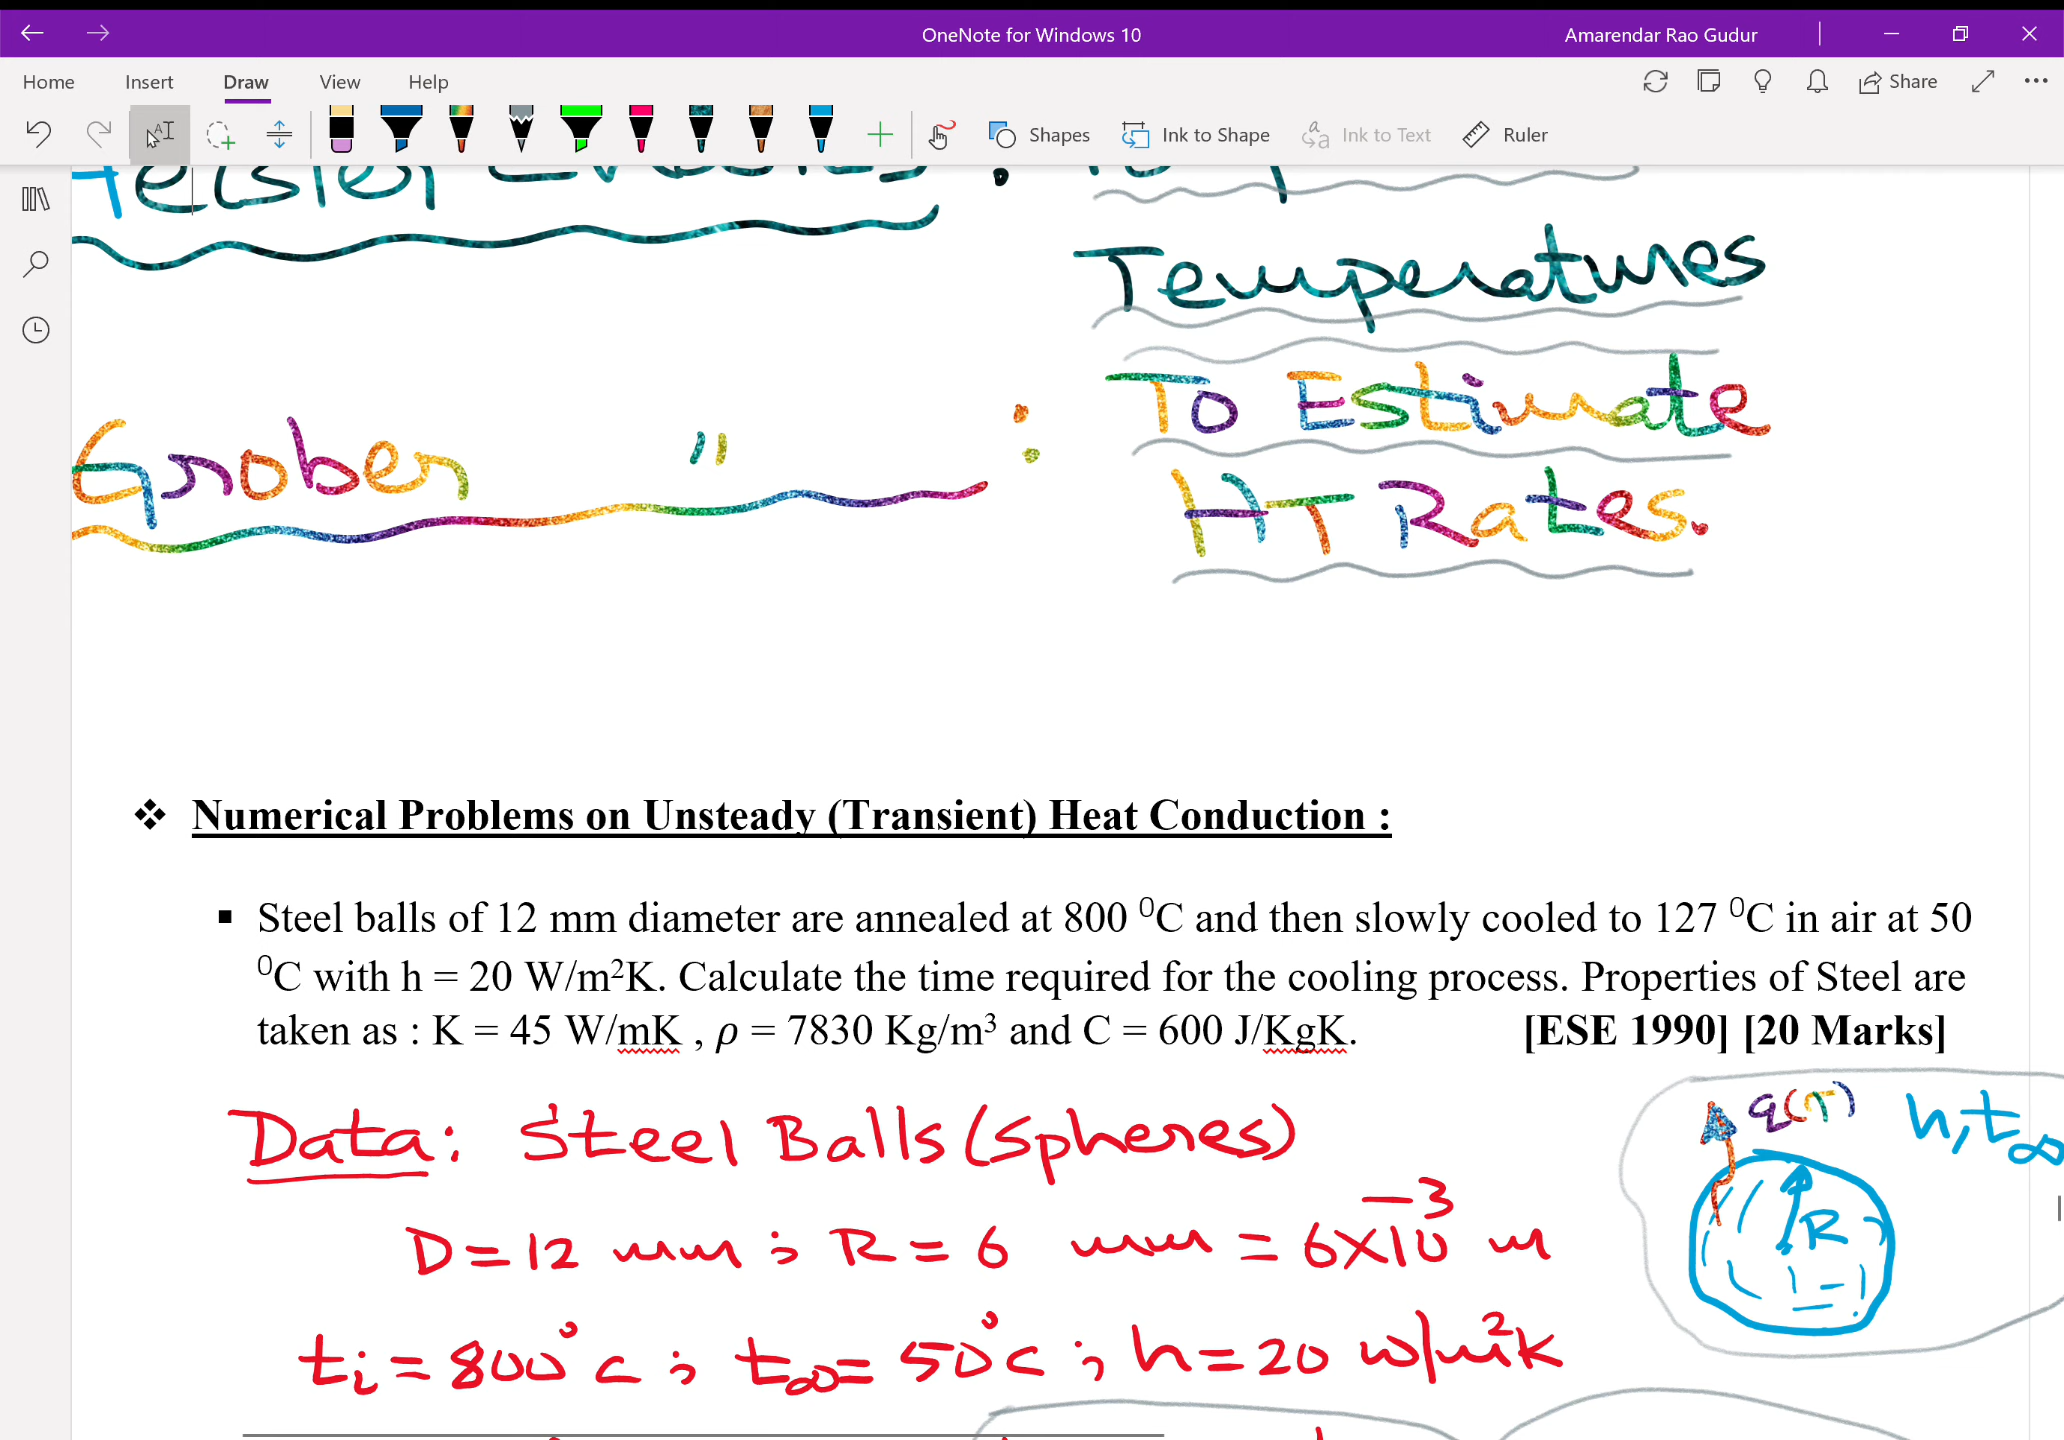 OneNote for Windows 10
Amarendar Rao Gudur
Home Insert Draw View Help
Share
Shapes Ink to Shape Ink to Text Ruler
Temperatures
Grober " : To Estimate
HT Rates.
❖ Numerical Problems on Unsteady (Transient) Heat Conduction :
▪ Steel balls of 12 mm diameter are annealed at 800 ⁰C and then slowly cooled to 127 ⁰C in air at 50
⁰C with h = 20 W/m²K. Calculate the time required for the cooling process. Properties of Steel are
taken as : K = 45 W/mK , ρ = 7830 Kg/m³ and C = 600 J/KgK. [ESE 1990] [20 Marks]
Data: Steel Balls (Spheres)
q(τ) h, t∞
D = 12 mm ; R = 6 mm = 6×10⁻³ m
R
tᵢ = 800°C ; t∞ = 50°C ; h = 20 W/m²K